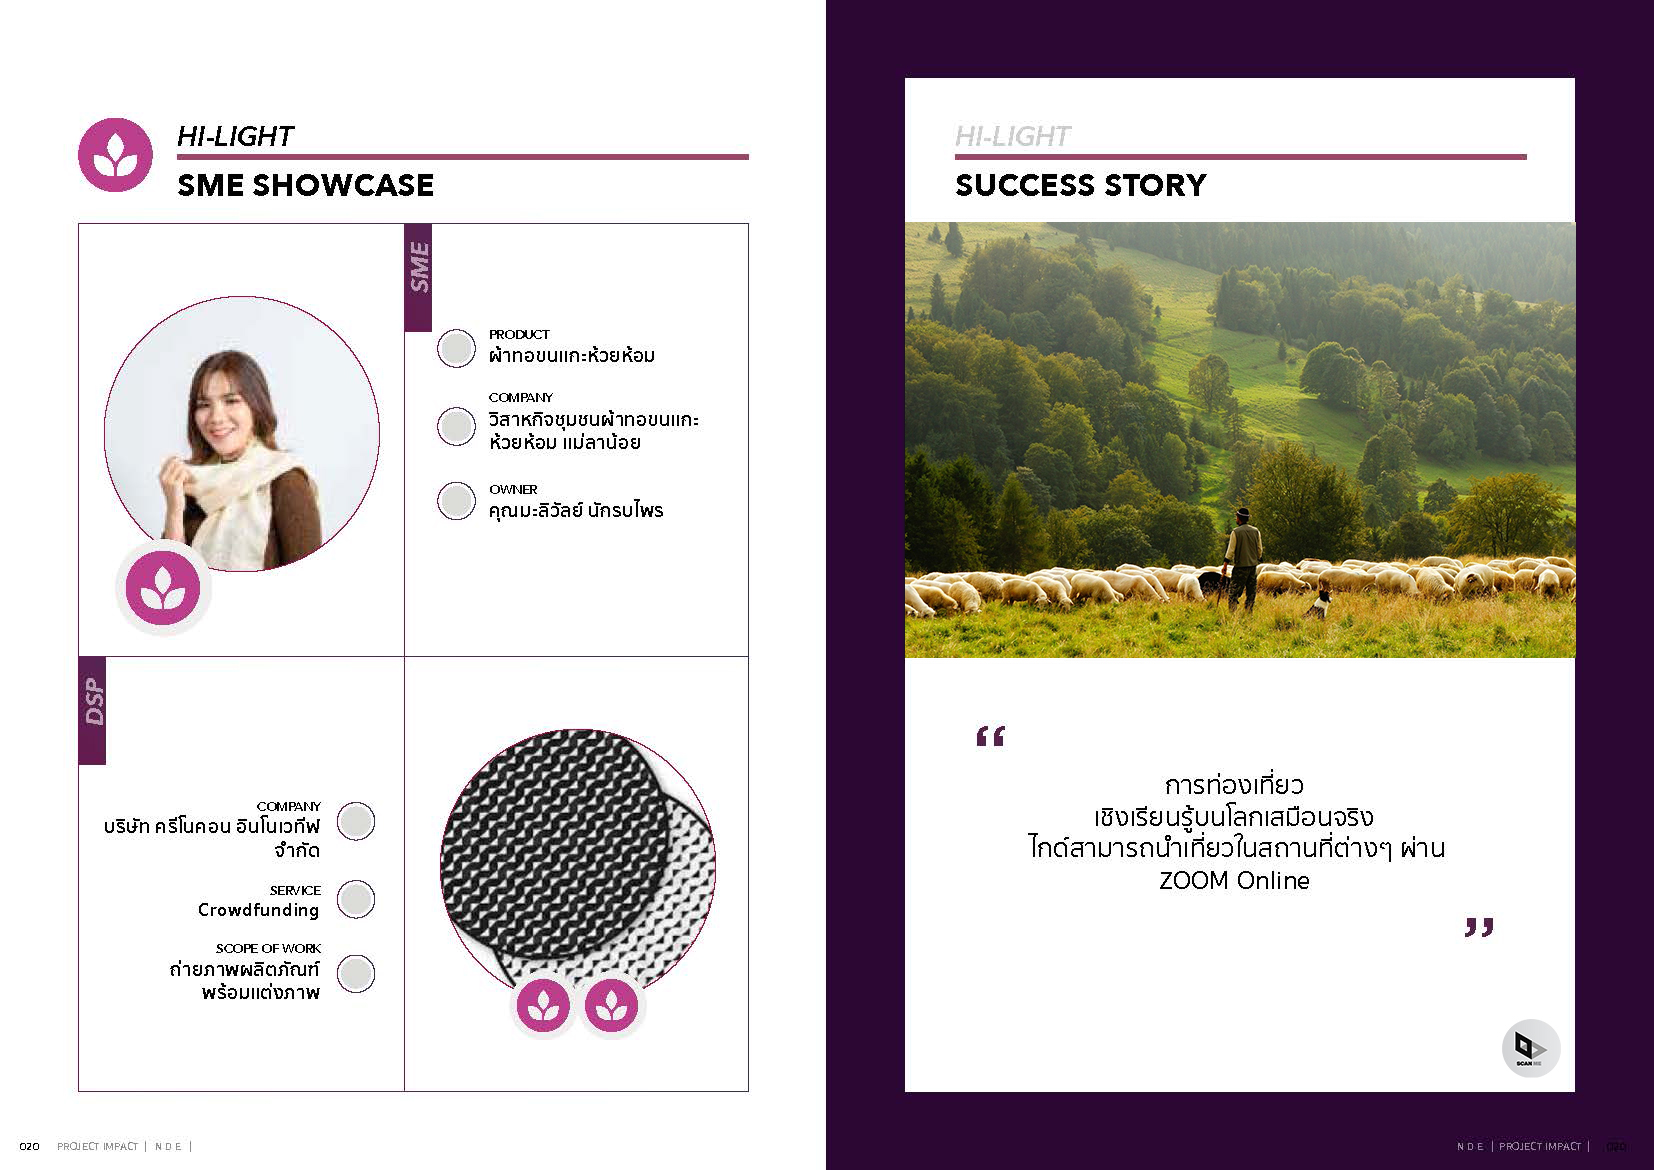 HI-LIGHT
SME SHOWCASE
SME
PRODUCT
ผ้าทอขนแกะห้วยห้อม
COMPANY
วิสาหกิจชุมชนผ้าทอขนแกะ
ห้วยห้อม แม่ลาน้อย
OWNER
คุณมะลิวัลย์ นักรบไพร
DSP
COMPANY
บริษัท ครีโนคอน อินโนเวทีฟ
จำกัด
SERVICE
Crowdfunding
SCOPE OF WORK
ถ่ายภาพผลิตภัณฑ์
พร้อมแต่งภาพ
020 PROJECT IMPACT | N D E |
HI-LIGHT
SUCCESS STORY
“
การท่องเที่ยว
เชิงเรียนรู้บนโลกเสมือนจริง
ไกด์สามารถนำเที่ยวในสถานที่ต่างๆ ผ่าน
ZOOM Online
”
SCAN ME
N D E | PROJECT IMPACT | 020